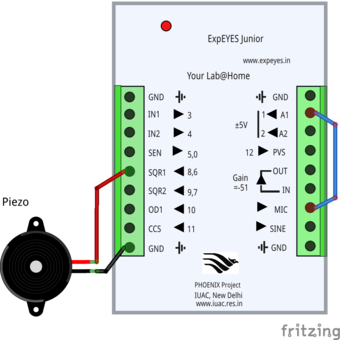 ExpEYES Junior
www.expeyes.in
Your Lab@Home
GND
IN1 3
IN2 4
SEN 5,0
SQR1 8,6
SQR2 9,7
OD1 10
CCS 11
GND
GND
±5V
1 A1
2 A2
12 PVS
Gain
=-51
OUT
IN
MIC
SINE
GND
Piezo
PHOENIX Project
IUAC, New Delhi
www.iuac.res.in
fritzing